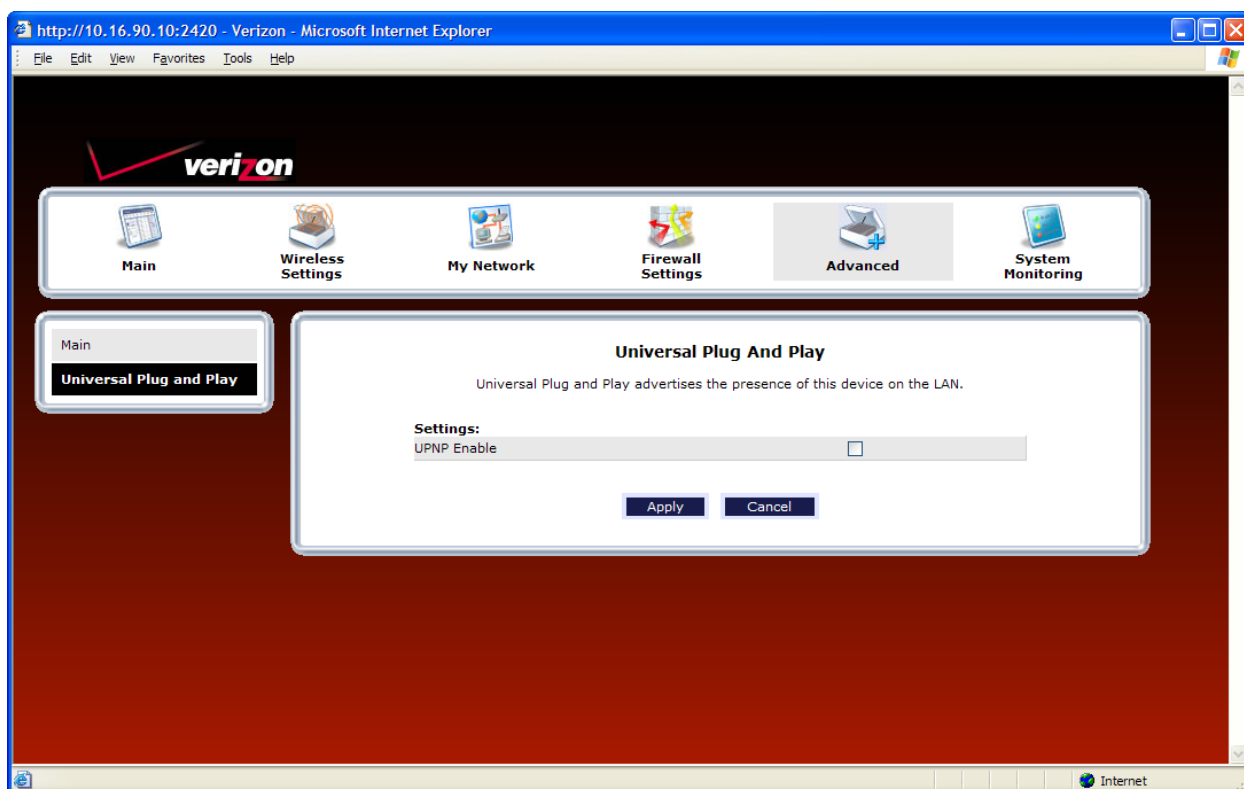 http://10.16.90.10:2420 - Verizon - Microsoft Internet Explorer
File Edit View Favorites Tools Help
verizon
Main
Wireless Settings
My Network
Firewall Settings
Advanced
System Monitoring
Main
Universal Plug and Play
Universal Plug And Play
Universal Plug and Play advertises the presence of this device on the LAN.
Settings:
UPNP Enable
Apply Cancel
Internet